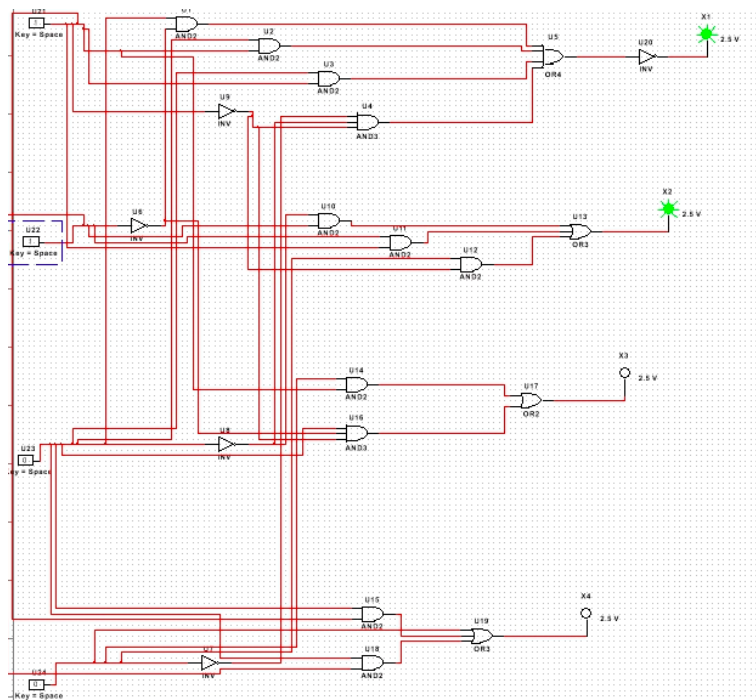 U21
1
Key = Space
U1
AND2
U2
AND2
U3
AND2
U9
INV
U4
AND3
U5
OR4
U20
INV
X1
2.5 V
U6
INV
U22
1
Key = Space
U10
AND2
U11
AND2
U12
AND2
U13
OR3
X2
2.5 V
U14
AND2
U16
AND3
U17
OR2
X3
2.5 V
U8
INV
U23
0
ey = Space
U15
AND2
U18
AND2
U19
OR3
X4
2.5 V
U7
INV
U24
0
Key = Space